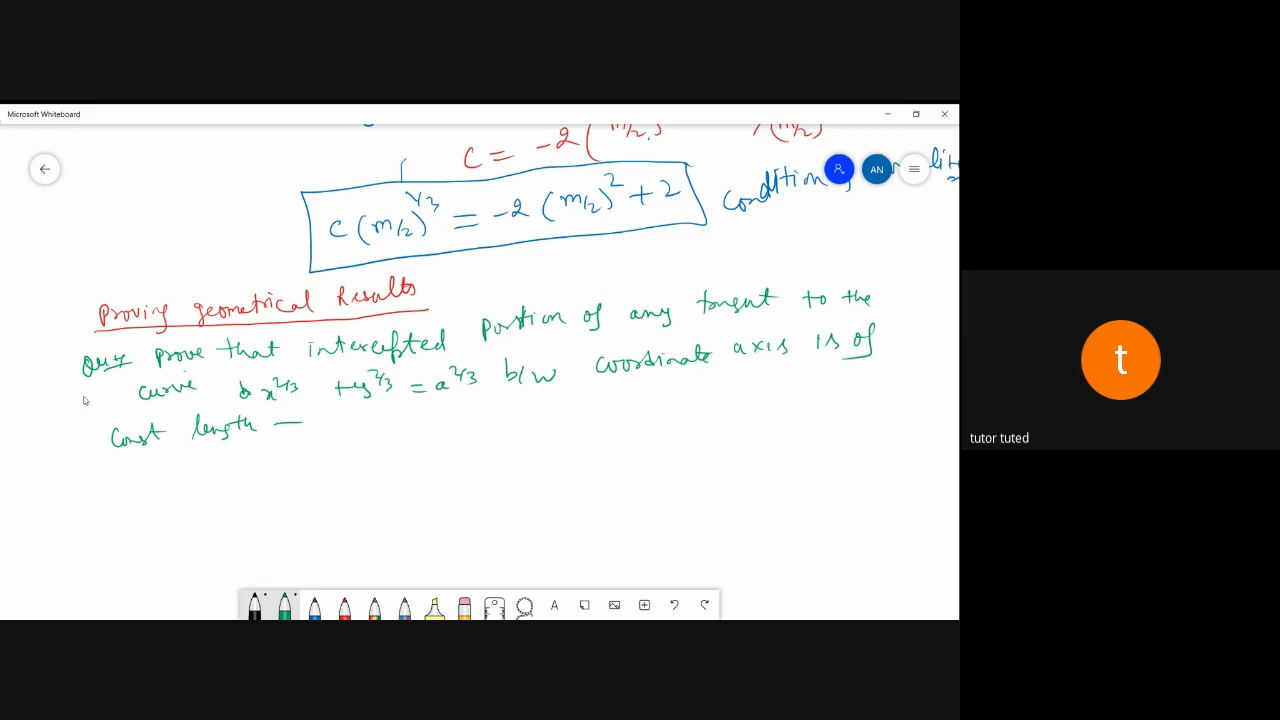 Microsoft Whiteboard
C = -2 (m/2) /(m/2)
AN
c (m/2)^1/3 = -2 (m/2)^2 + 2 condition
Proving geometrical Results
Ques prove that intercepted portion of any tangent to the
curve x^2/3 + y^2/3 = a^2/3 b/w coordinate axis is of
const length —
t
tutor tuted
A